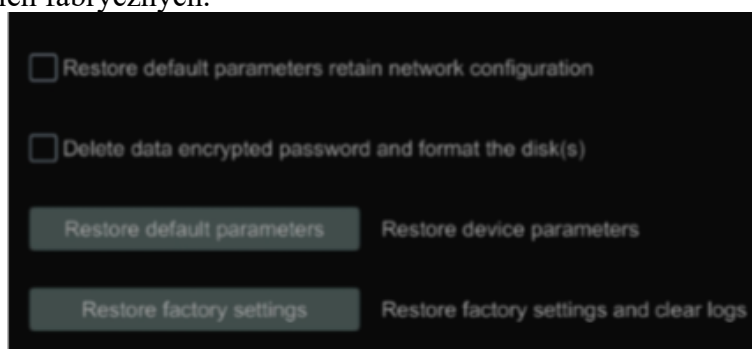 fabrycznych.
Restore default parameters retain network configuration
Delete data encrypted password and format the disk(s)
Restore default parameters Restore device parameters
Restore factory settings Restore factory settings and clear logs